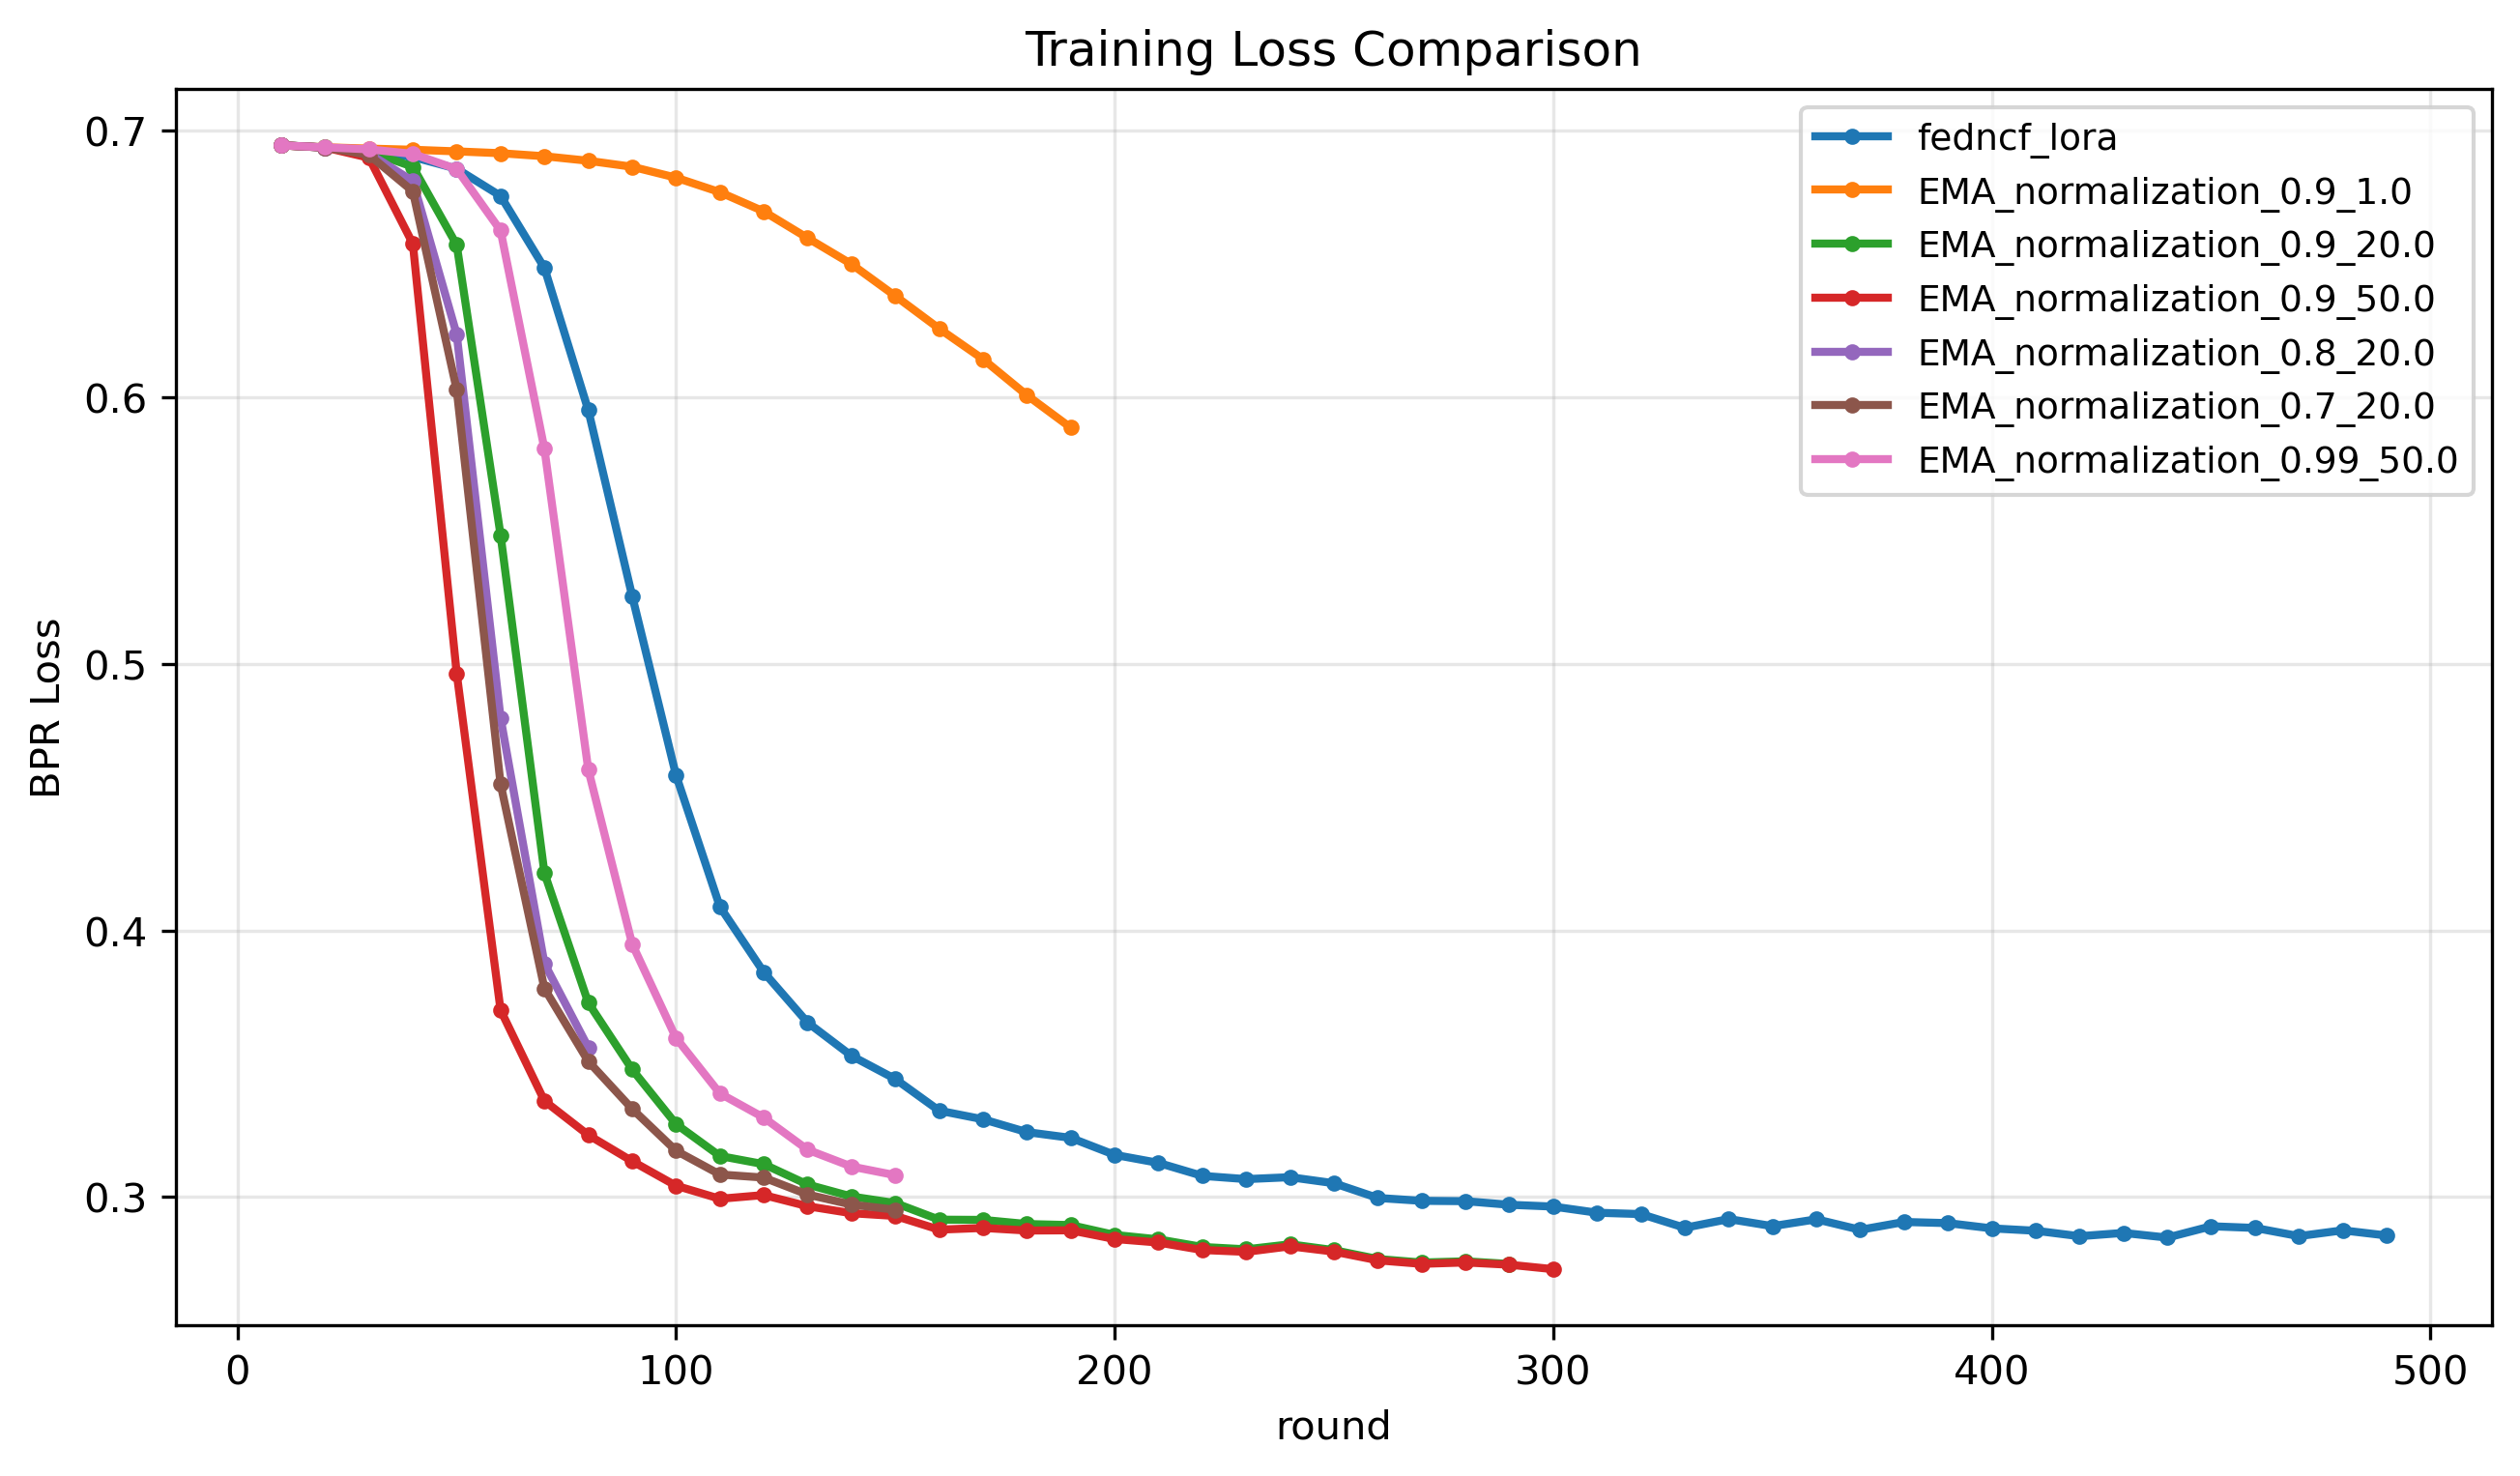 Training Loss Comparison
0.7
0.6
0.5
0.4
0.3
BPR Loss
0
100
200
300
400
500
round
fedncf_lora
EMA_normalization_0.9_1.0
EMA_normalization_0.9_20.0
EMA_normalization_0.9_50.0
EMA_normalization_0.8_20.0
EMA_normalization_0.7_20.0
EMA_normalization_0.99_50.0